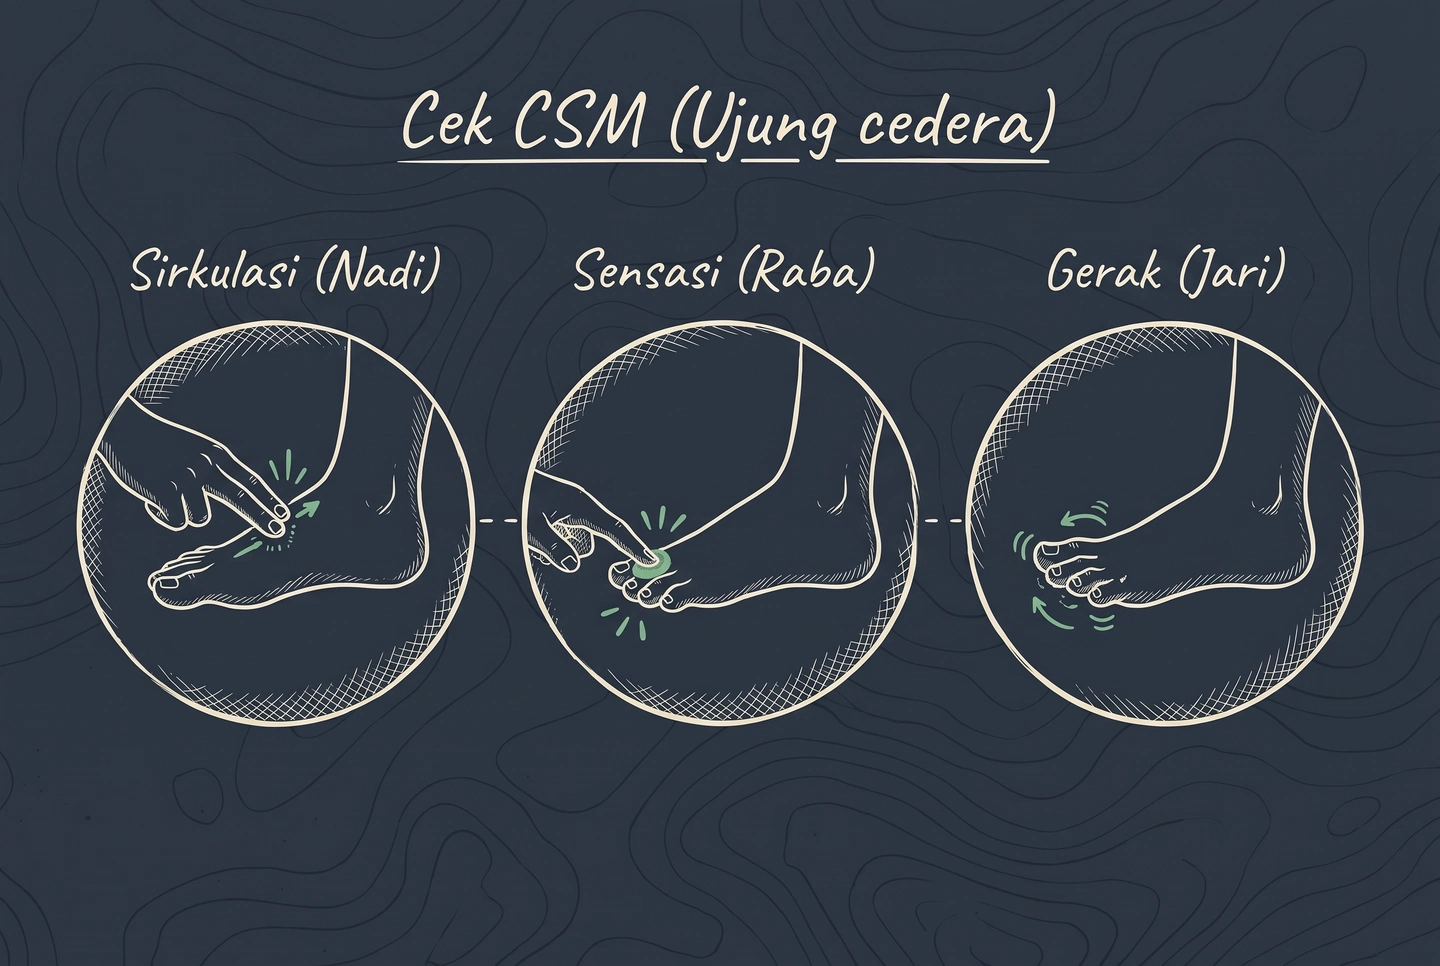 Cek CSM (Ujung cedera)
Sirkulasi (Nadi)
Sensasi (Raba)
Gerak (Jari)